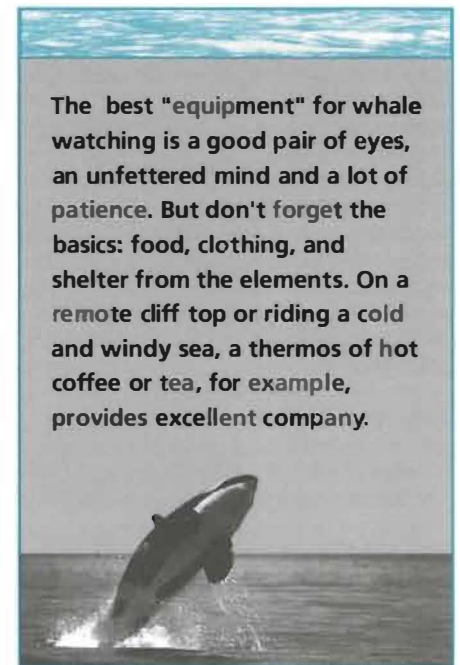 The best "equipment" for whale
watching is a good pair of eyes,
an unfettered mind and a lot of
patience. But don't forget the
basics: food, clothing, and
shelter from the elements. On a
remote cliff top or riding a cold
and windy sea, a thermos of hot
coffee or tea, for example,
provides excellent company.